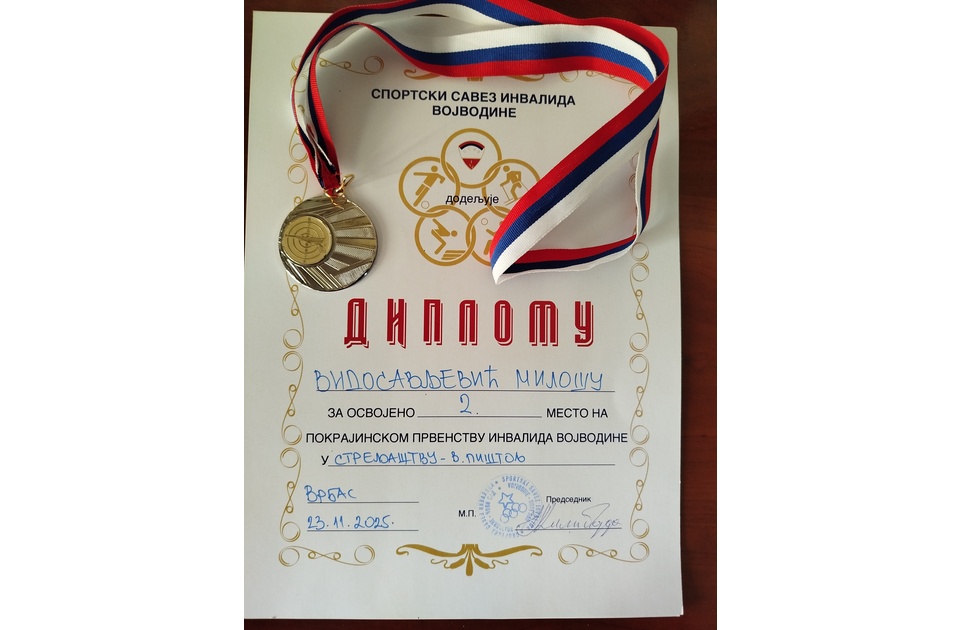 СПОРТСКИ САВЕЗ ИНВАЛИДА
ВОЈВОДИНЕ
додељује
ДИПЛОМУ
ВИДОСАВЉЕВИЋ МИЛОШУ
ЗА ОСВОЈЕНО 2. МЕСТО НА
ПОКРАЈИНСКОМ ПРВЕНСТВУ ИНВАЛИДА ВОЈВОДИНЕ
У СТРЕЉАШТВУ - В. ПИШТОЉ
ВРБАС
Председник
М.П.
23.11.2025.